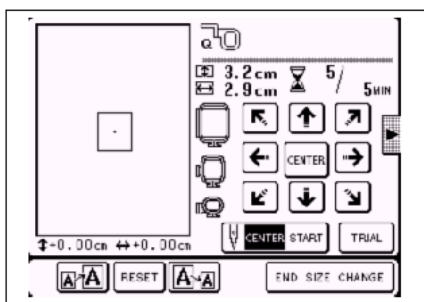 Q
3.2cm 5/
2.9cm 5MIN
CENTER
↕+0.00cm ↔+0.00cm
CENTER START TRIAL
A A RESET A A END SIZE CHANGE